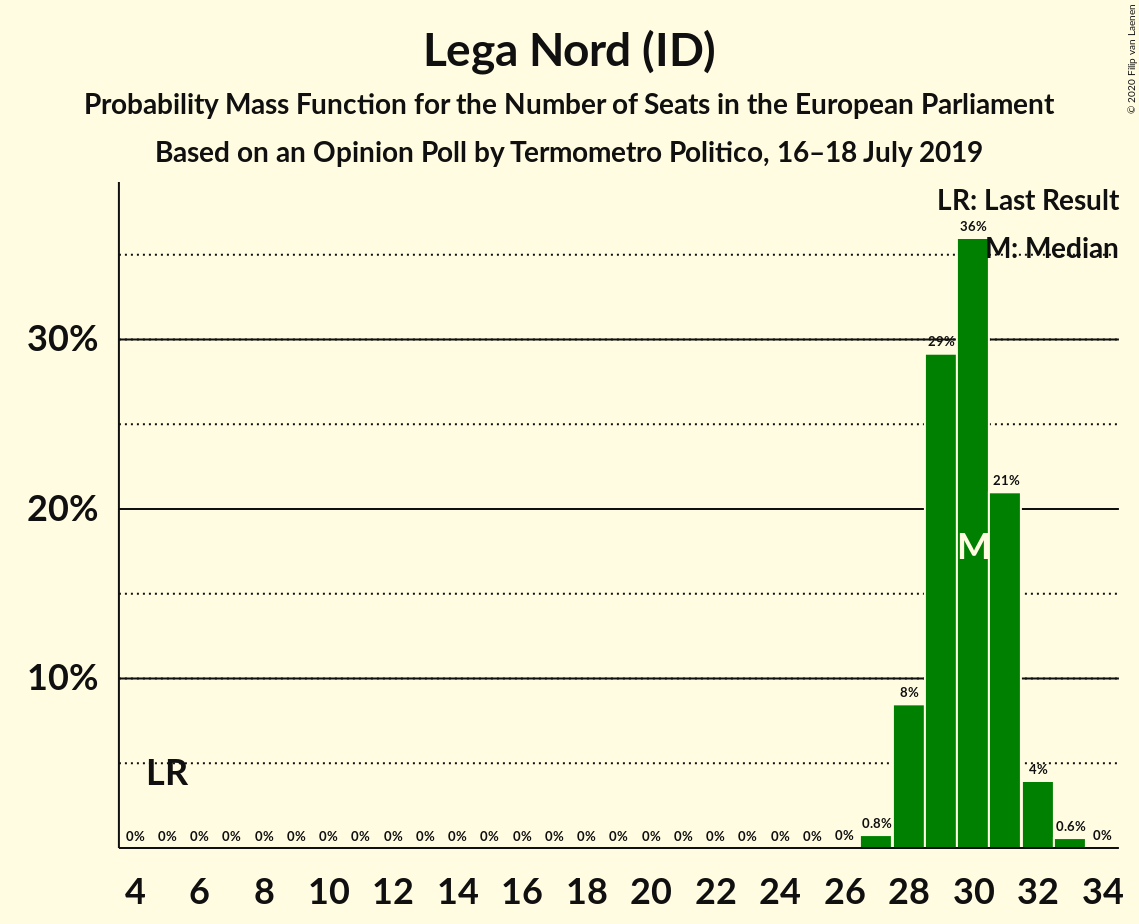 Lega Nord (ID)
Probability Mass Function for the Number of Seats in the European Parliament
Based on an Opinion Poll by Termometro Politico, 16–18 July 2019
© 2020 Filip van Laenen
LR: Last Result
M: Median
30%
20%
10%
LR
M
0% 0% 0% 0% 0% 0% 0% 0% 0% 0% 0% 0% 0% 0% 0% 0% 0% 0% 0% 0% 0% 0% 0% 0.8% 8% 29% 36% 21% 4% 0.6% 0%
4 6 8 10 12 14 16 18 20 22 24 26 28 30 32 34